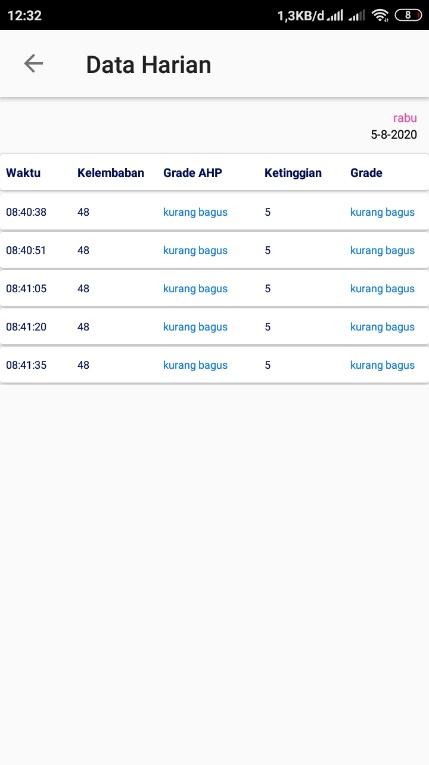 12:32 1,3KB/d 8
Data Harian
rabu
5-8-2020
Waktu Kelembaban Grade AHP Ketinggian Grade
08:40:38 48 kurang bagus 5 kurang bagus
08:40:51 48 kurang bagus 5 kurang bagus
08:41:05 48 kurang bagus 5 kurang bagus
08:41:20 48 kurang bagus 5 kurang bagus
08:41:35 48 kurang bagus 5 kurang bagus